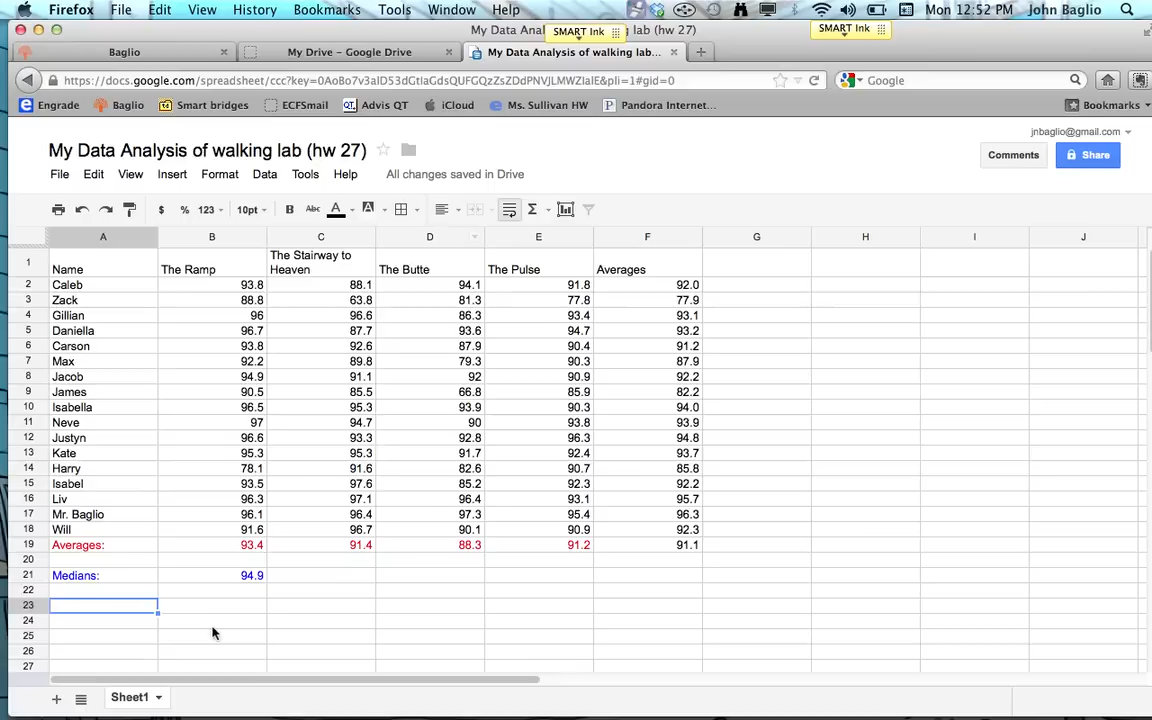 Firefox File Edit View History Bookmarks Tools Window Help Mon 12:52 PM John Baglio
My Data Analysis of walking lab (hw 27)
SMART Ink
SMART Ink
Baglio
My Drive – Google Drive
My Data Analysis of walking lab...
https://docs.google.com/spreadsheet/ Google
Engrade Baglio Smart bridges ECFSmail QT Advis QT iCloud Ms. Sullivan HW Pandora Internet... Bookmarks
jnbaglio@gmail.com
My Data Analysis of walking lab (hw 27)
Comments Share
File Edit View Insert Format Data Tools Help All changes saved in Drive
$ % 123 10pt B Abc A A Σ
A B C D E F G H I J
1 Name The Ramp The Stairway to Heaven The Butte The Pulse Averages
2 Caleb 93.8 88.1 94.1 91.8 92.0
3 Zack 88.8 63.8 81.3 77.8 77.9
4 Gillian 96 96.6 86.3 93.4 93.1
5 Daniella 96.7 87.7 93.6 94.7 93.2
6 Carson 93.8 92.6 87.9 90.4 91.2
7 Max 92.2 89.8 79.3 90.3 87.9
8 Jacob 94.9 91.1 92 90.9 92.2
9 James 90.5 85.5 66.8 85.9 82.2
10 Isabella 96.5 95.3 93.9 90.3 94.0
11 Neve 97 94.7 90 93.8 93.9
12 Justyn 96.6 93.3 92.8 96.3 94.8
13 Kate 95.3 95.3 91.7 92.4 93.7
14 Harry 78.1 91.6 82.6 90.7 85.8
15 Isabel 93.5 97.6 85.2 92.3 92.2
16 Liv 96.3 97.1 96.4 93.1 95.7
17 Mr. Baglio 96.1 96.4 97.3 95.4 96.3
18 Will 91.6 96.7 90.1 90.9 92.3
19 Averages: 93.4 91.4 88.3 91.2 91.1
20
21 Medians: 94.9
22
23
24
25
26
27
Sheet1